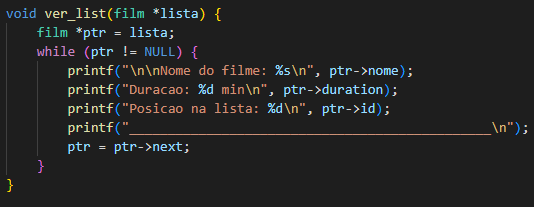 void ver_list(film *lista) {
    film *ptr = lista;
    while (ptr != NULL) {
        printf("\n\nNome do filme: %s\n", ptr->nome);
        printf("Duracao: %d min\n", ptr->duration);
        printf("Posicao na lista: %d\n", ptr->id);
        printf("________________________________________________\n");
        ptr = ptr->next;
    }
}